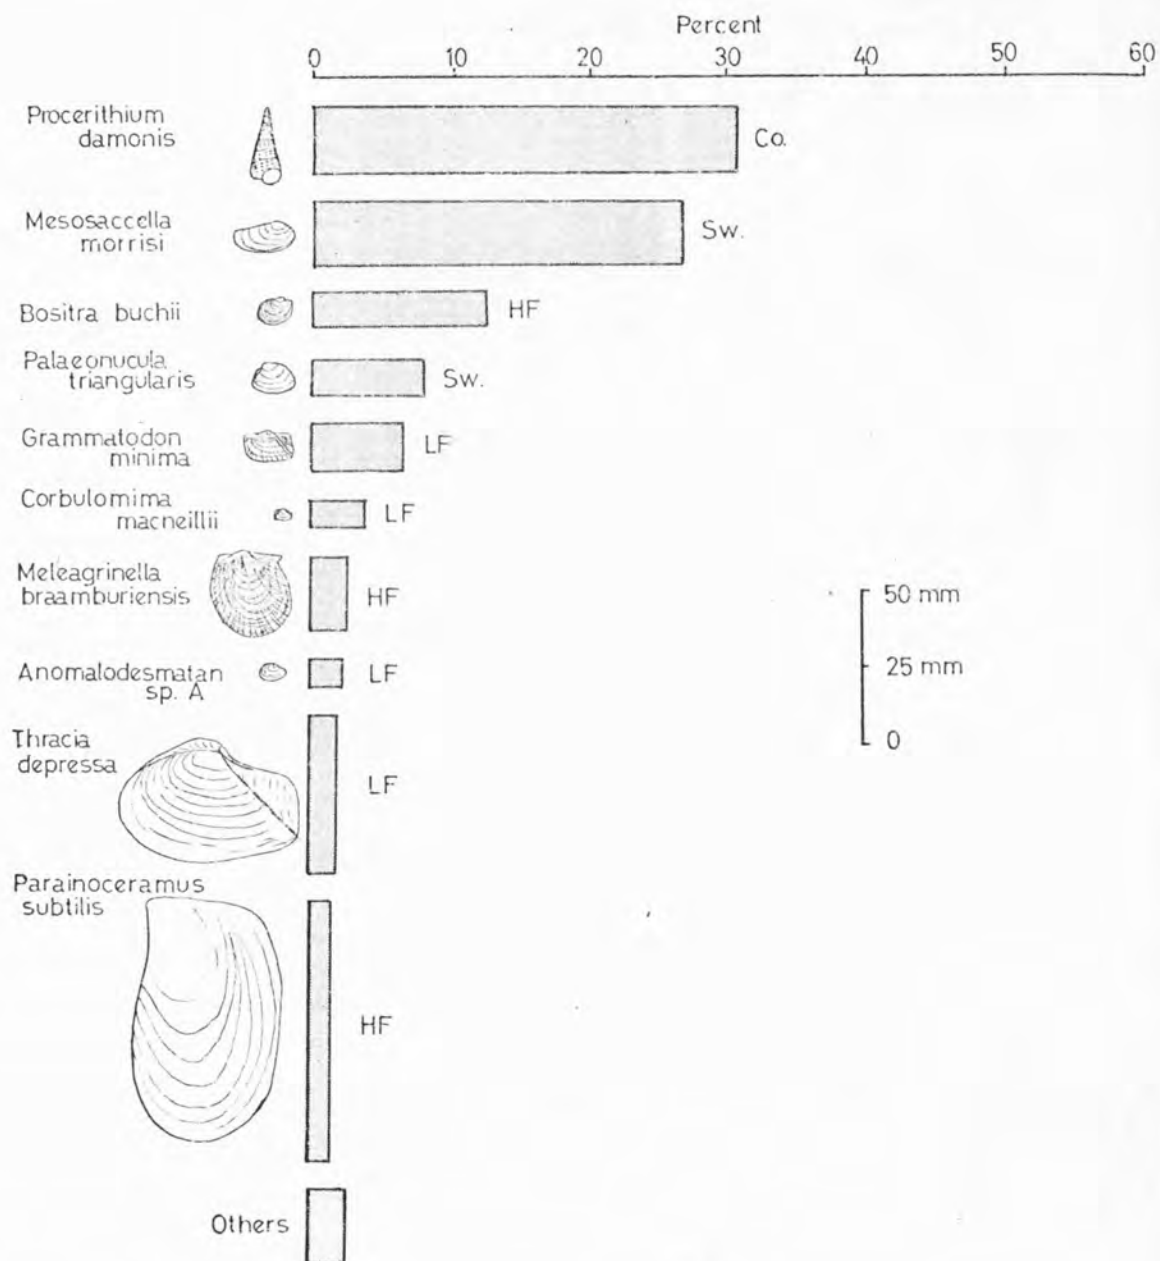 Percent
0 10 20 30 40 50 60
Procerithium
damonis
Co.
Mesosaccella
morrisi
Sw.
Bositra buchii
HF
Palaeonucula
triangularis
Sw.
Grammatodon
minima
LF
Corbulomima
macneillii
LF
Meleagrinella
braamburiensis
HF
50 mm
25 mm
0
Anomalodesmatan
sp. A
LF
Thracia
depressa
LF
Parainoceramus
subtilis
HF
Others